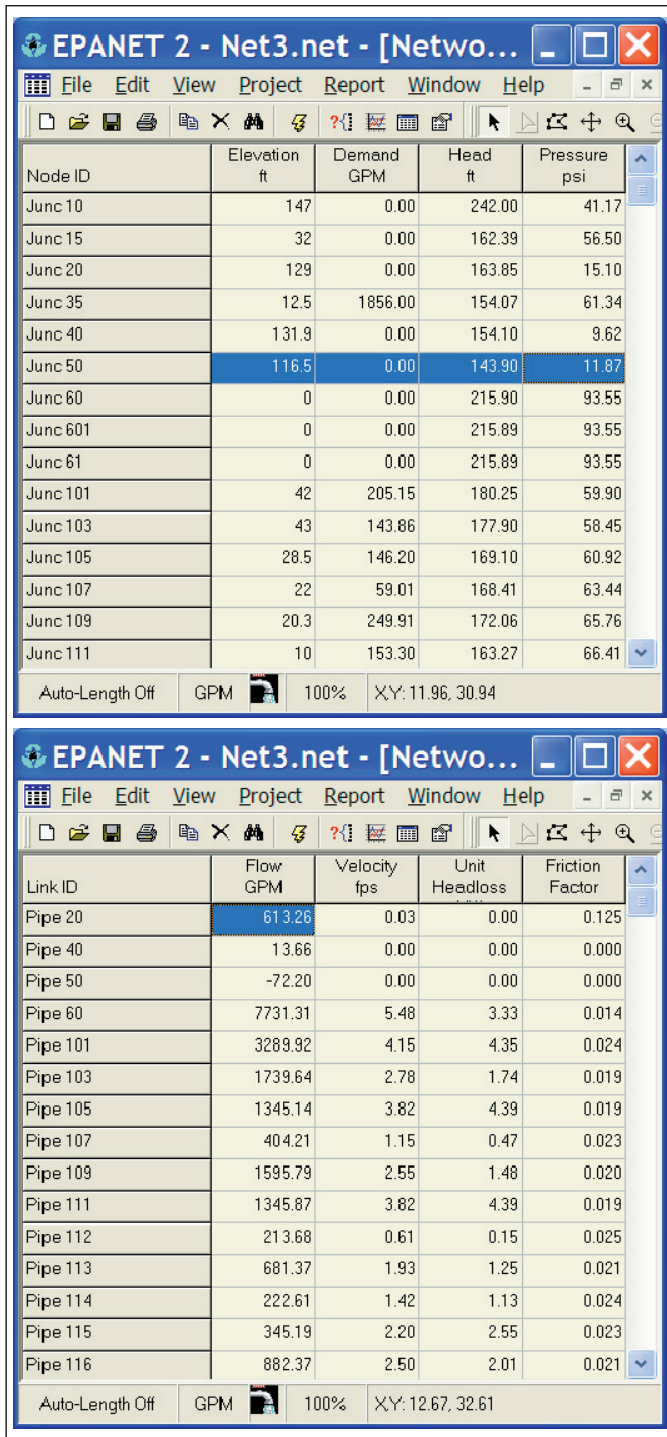 EPANET 2 - Net3.net - [Netwo...
File Edit View Project Report Window Help
Node ID Elevation ft Demand GPM Head ft Pressure psi
Junc 10 147 0.00 242.00 41.17
Junc 15 32 0.00 162.39 56.50
Junc 20 129 0.00 163.85 15.10
Junc 35 12.5 1856.00 154.07 61.34
Junc 40 131.9 0.00 154.10 9.62
Junc 50 116.5 0.00 143.90 11.87
Junc 60 0 0.00 215.90 93.55
Junc 601 0 0.00 215.89 93.55
Junc 61 0 0.00 215.89 93.55
Junc 101 42 205.15 180.25 59.90
Junc 103 43 143.86 177.90 58.45
Junc 105 28.5 146.20 169.10 60.92
Junc 107 22 59.01 168.41 63.44
Junc 109 20.3 249.91 172.06 65.76
Junc 111 10 153.30 163.27 66.41
Auto-Length Off GPM 100% X,Y: 11.96, 30.94
EPANET 2 - Net3.net - [Netwo...
File Edit View Project Report Window Help
Link ID Flow GPM Velocity fps Unit Headloss Friction Factor
Pipe 20 613.26 0.03 0.00 0.125
Pipe 40 13.66 0.00 0.00 0.000
Pipe 50 -72.20 0.00 0.00 0.000
Pipe 60 7731.31 5.48 3.33 0.014
Pipe 101 3289.92 4.15 4.35 0.024
Pipe 103 1739.64 2.78 1.74 0.019
Pipe 105 1345.14 3.82 4.39 0.019
Pipe 107 404.21 1.15 0.47 0.023
Pipe 109 1595.79 2.55 1.48 0.020
Pipe 111 1345.87 3.82 4.39 0.019
Pipe 112 213.68 0.61 0.15 0.025
Pipe 113 681.37 1.93 1.25 0.021
Pipe 114 222.61 1.42 1.13 0.024
Pipe 115 345.19 2.20 2.55 0.023
Pipe 116 882.37 2.50 2.01 0.021
Auto-Length Off GPM 100% X,Y: 12.67, 32.61